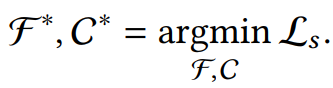 ℱ*, C* = argmin ℒₛ.
ℱ, C